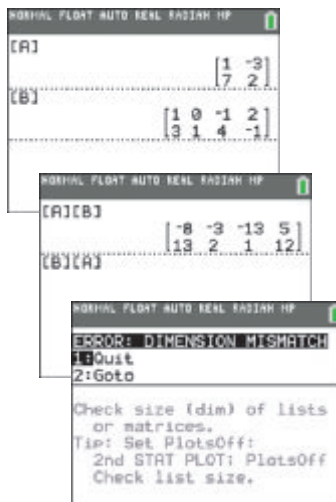 NORMAL FLOAT AUTO REAL RADIAN MP
[A]
[1 -3]
[7 2]
[B]
[1 0 -1 2]
[3 1 4 -1]
NORMAL FLOAT AUTO REAL RADIAN MP
[A][B]
[-8 -3 -13 5]
[13 2 1 12]
[B][A]
NORMAL FLOAT AUTO REAL RADIAN MP
ERROR: DIMENSION MISMATCH
1:Quit
2:Goto
Check size (dim) of lists
or matrices.
Tip: Set PlotsOff:
2nd STAT PLOT: PlotsOff
Check list size.